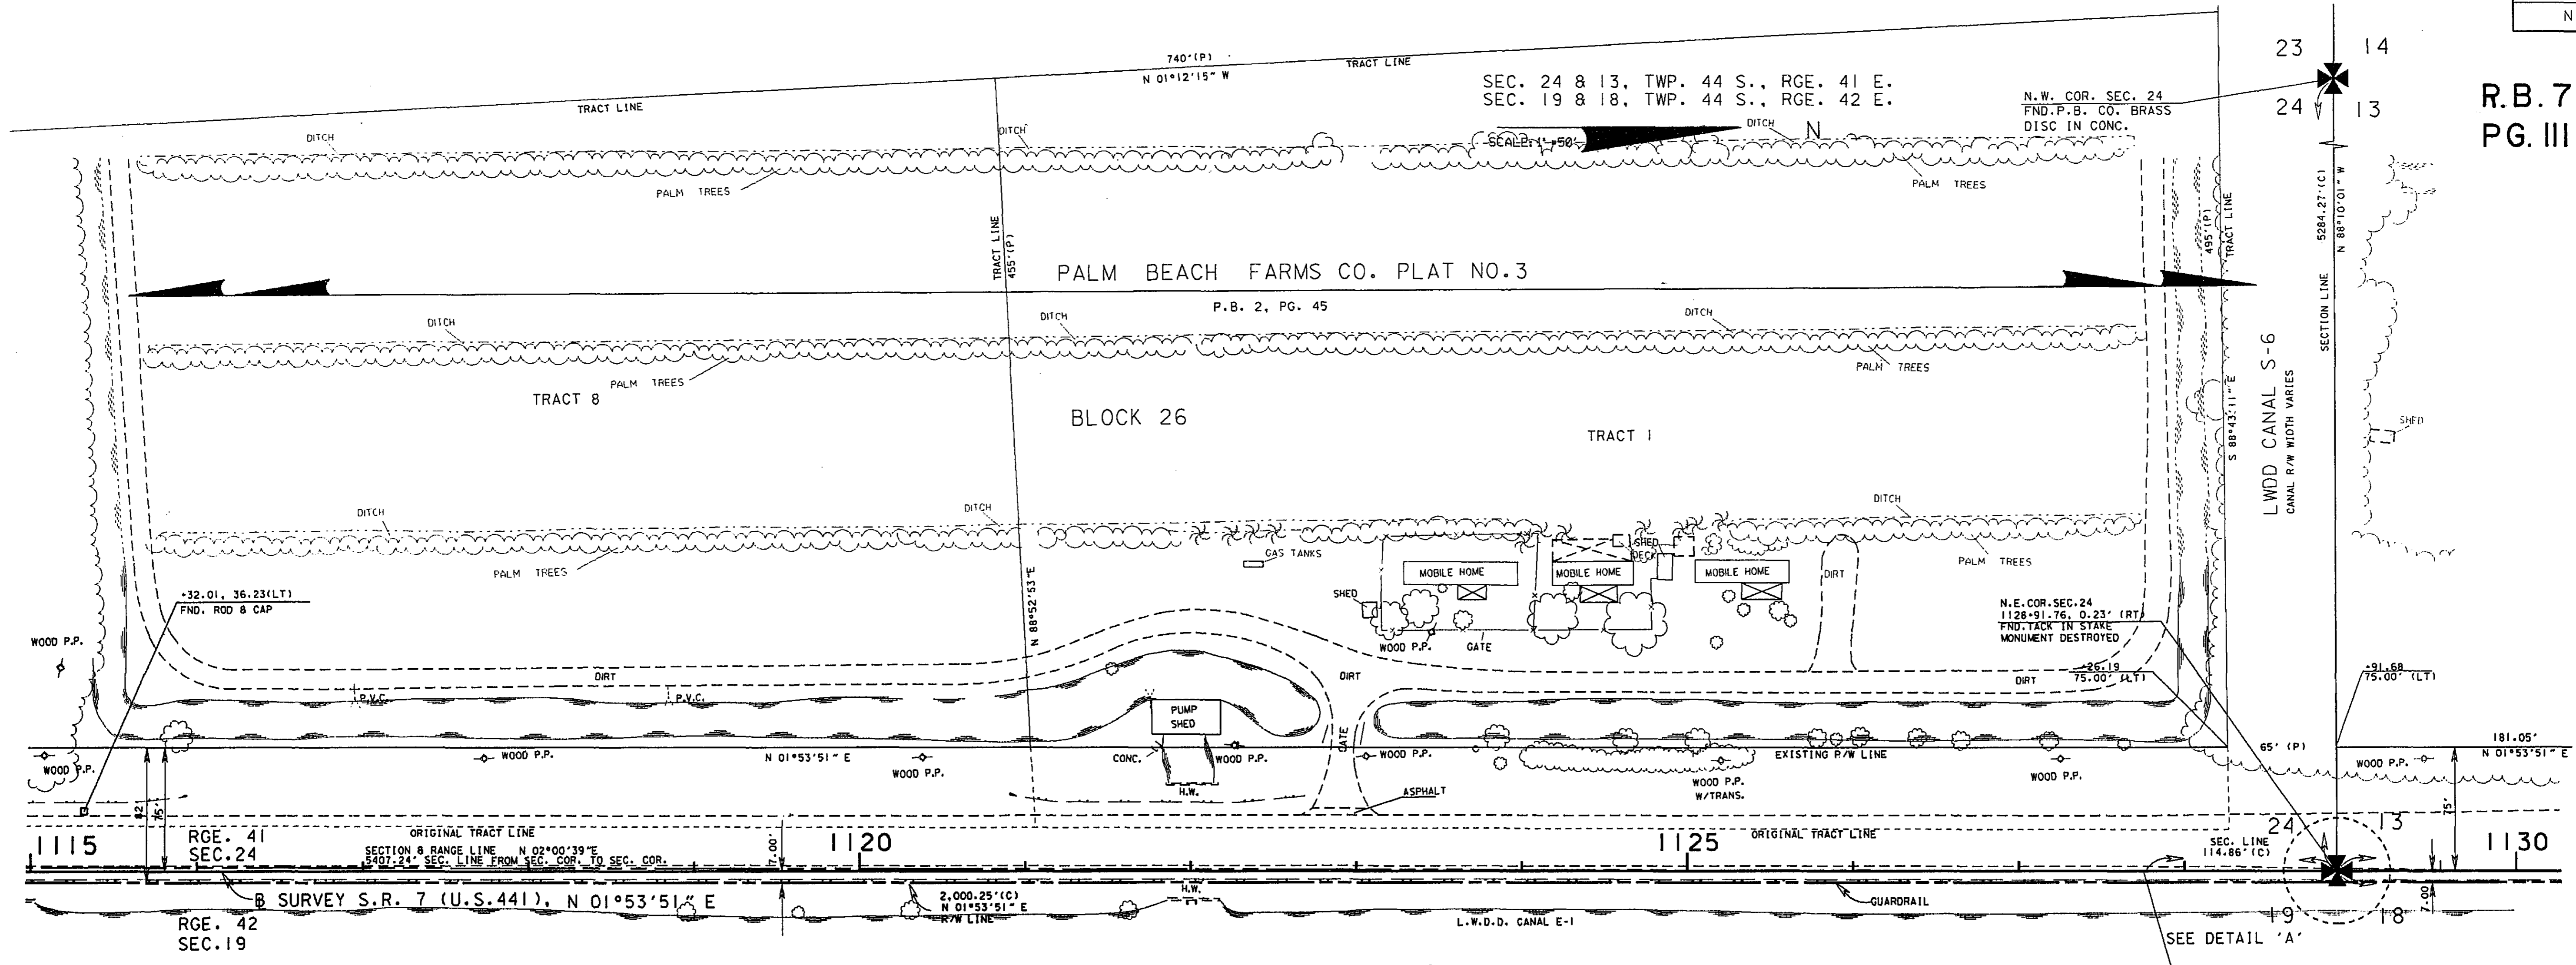 N
740'(P)
N 01°12'15" W
TRACT LINE
TRACT LINE
SEC. 24 & 13, TWP. 44 S., RGE. 41 E.
SEC. 19 & 18, TWP. 44 S., RGE. 42 E.
N.W. COR. SEC. 24
FND.P.B. CO. BRASS
DISC IN CONC.
23
14
24
13
R.B. 7
PG. 111
DITCH
DITCH
DITCH
N
SCALE:1"=50'
PALM TREES
PALM TREES
TRACT LINE
455'(P)
495'(P)
TRACT LINE
SECTION LINE
5284.27'(C)
N 88°10'01" W
PALM BEACH FARMS CO. PLAT NO.3
P.B. 2, PG. 45
DITCH
DITCH
DITCH
PALM TREES
PALM TREES
TRACT 8
BLOCK 26
TRACT 1
S 88°43'11" E
LWDD CANAL S-6
CANAL R/W WIDTH VARIES
SHED
DITCH
DITCH
DITCH
PALM TREES
GAS TANKS
SHED
DECK
MOBILE HOME
MOBILE HOME
MOBILE HOME
DIRT
PALM TREES
SHED
N 88°52'53"E
+32.01, 36.23(LT)
FND. ROD & CAP
WOOD P.P.
WOOD P.P.
GATE
N.E.COR.SEC.24
1128+91.76, 0.23' (RT)
FND.TACK IN STAKE
MONUMENT DESTROYED
+26.19
75.00' (LT)
+91.68
75.00' (LT)
DIRT
DIRT
DIRT
P.V.C.
P.V.C.
PUMP
SHED
GATE
WOOD P.P.
WOOD P.P.
N 01°53'51" E
WOOD P.P.
CONC.
WOOD P.P.
WOOD P.P.
EXISTING R/W LINE
WOOD P.P.
W/TRANS.
WOOD P.P.
65' (P)
WOOD P.P.
181.05'
N 01°53'51" E
H.W.
ASPHALT
82'
75'
75'
1115
RGE. 41
SEC.24
ORIGINAL TRACT LINE
SECTION & RANGE LINE N 02°00'39"E
5407.24' SEC. LINE FROM SEC. COR. TO SEC. COR.
7.00'
1120
1125
ORIGINAL TRACT LINE
SEC. LINE
114.86'(C)
24
13
1130
B SURVEY S.R. 7 (U.S.441), N 01°53'51" E
2,000.25'(C)
N 01°53'51" E
R/W LINE
H.W.
GUARDRAIL
7.00'
L.W.D.D. CANAL E-1
19
18
RGE. 42
SEC.19
SEE DETAIL 'A'